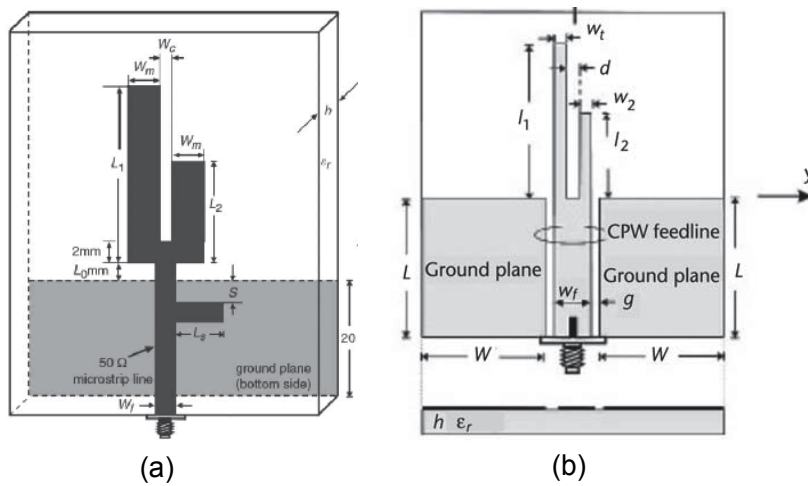 W_c
W_m
h
ε_r
L_1
W_m
L_2
2mm
L_0mm
S
L_s
20
50 Ω
microstrip line
ground plane
(bottom side)
W_f
(a)
w_t
d
w_2
l_1
l_2
y
CPW feedline
L
Ground plane
Ground plane
L
w_f
g
W
W
h ε_r
(b)